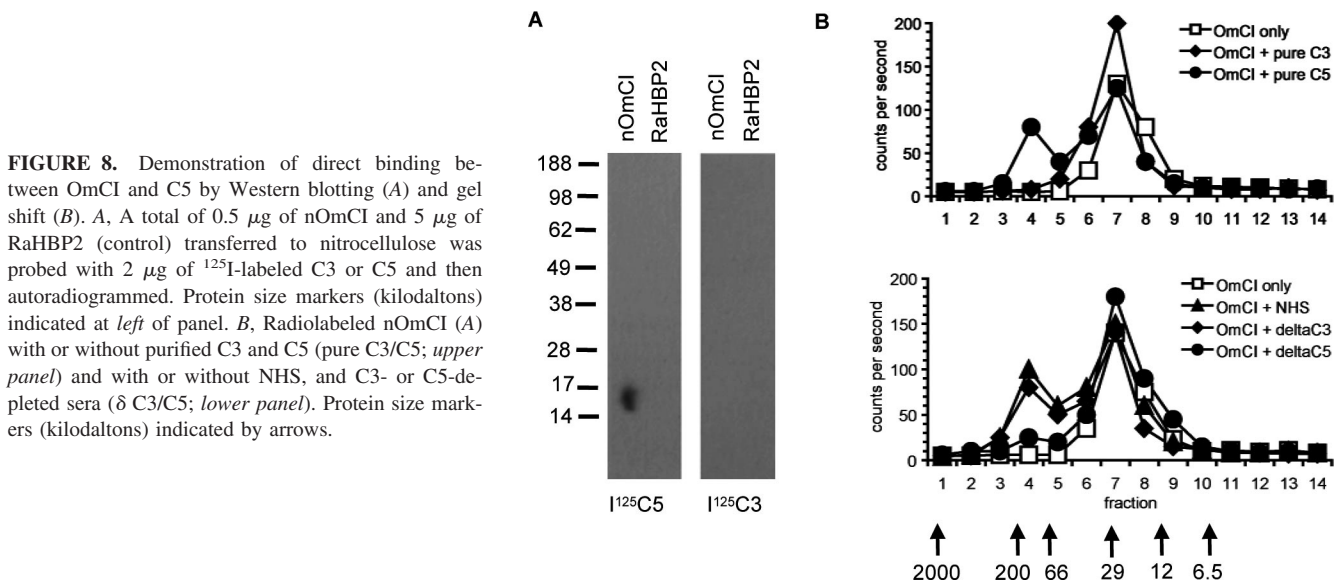 FIGURE 8. Demonstration of direct binding be-
tween OmCI and C5 by Western blotting (A) and gel
shift (B). A, A total of 0.5 μg of nOmCI and 5 μg of
RaHBP2 (control) transferred to nitrocellulose was
probed with 2 μg of ¹²⁵I-labeled C3 or C5 and then
autoradiogrammed. Protein size markers (kilodaltons)
indicated at left of panel. B, Radiolabeled nOmCI (A)
with or without purified C3 and C5 (pure C3/C5; upper
panel) and with or without NHS, and C3- or C5-de-
pleted sera (δ C3/C5; lower panel). Protein size mark-
ers (kilodaltons) indicated by arrows.
A
nOmCI
RaHBP2
nOmCI
RaHBP2
188
98
62
49
38
28
17
14
I¹²⁵C5
I¹²⁵C3
B
counts per second
200
150
100
50
0
OmCI only
OmCI + pure C3
OmCI + pure C5
1 2 3 4 5 6 7 8 9 10 11 12 13 14
counts per second
200
150
100
50
0
OmCI only
OmCI + NHS
OmCI + deltaC3
OmCI + deltaC5
1 2 3 4 5 6 7 8 9 10 11 12 13 14
fraction
2000 200 66 29 12 6.5